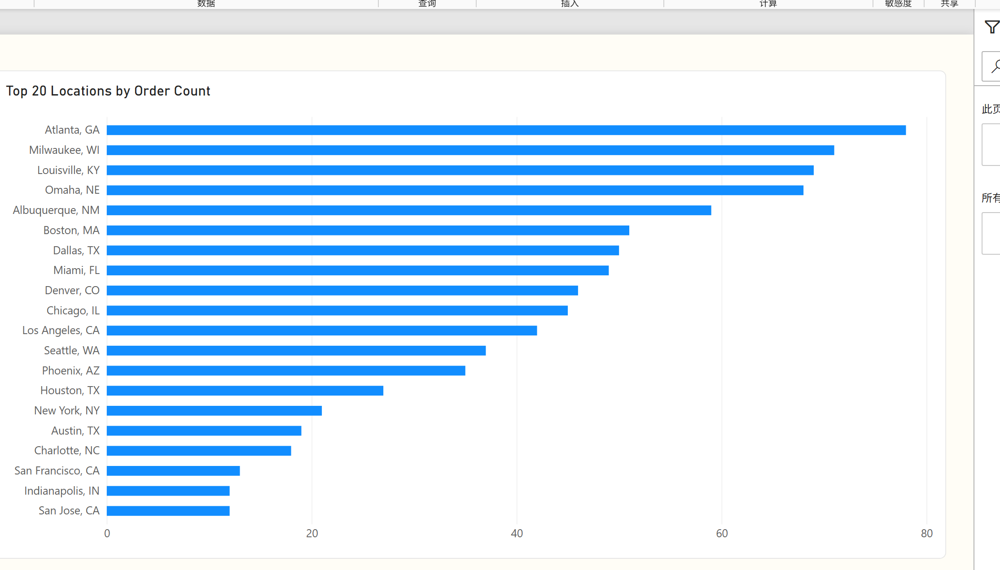 数据 查询 插入 计算 敏感度 共享
Top 20 Locations by Order Count
Atlanta, GA
Milwaukee, WI
Louisville, KY
Omaha, NE
Albuquerque, NM
Boston, MA
Dallas, TX
Miami, FL
Denver, CO
Chicago, IL
Los Angeles, CA
Seattle, WA
Phoenix, AZ
Houston, TX
New York, NY
Austin, TX
Charlotte, NC
San Francisco, CA
Indianapolis, IN
San Jose, CA
0 20 40 60 80
此页
所有